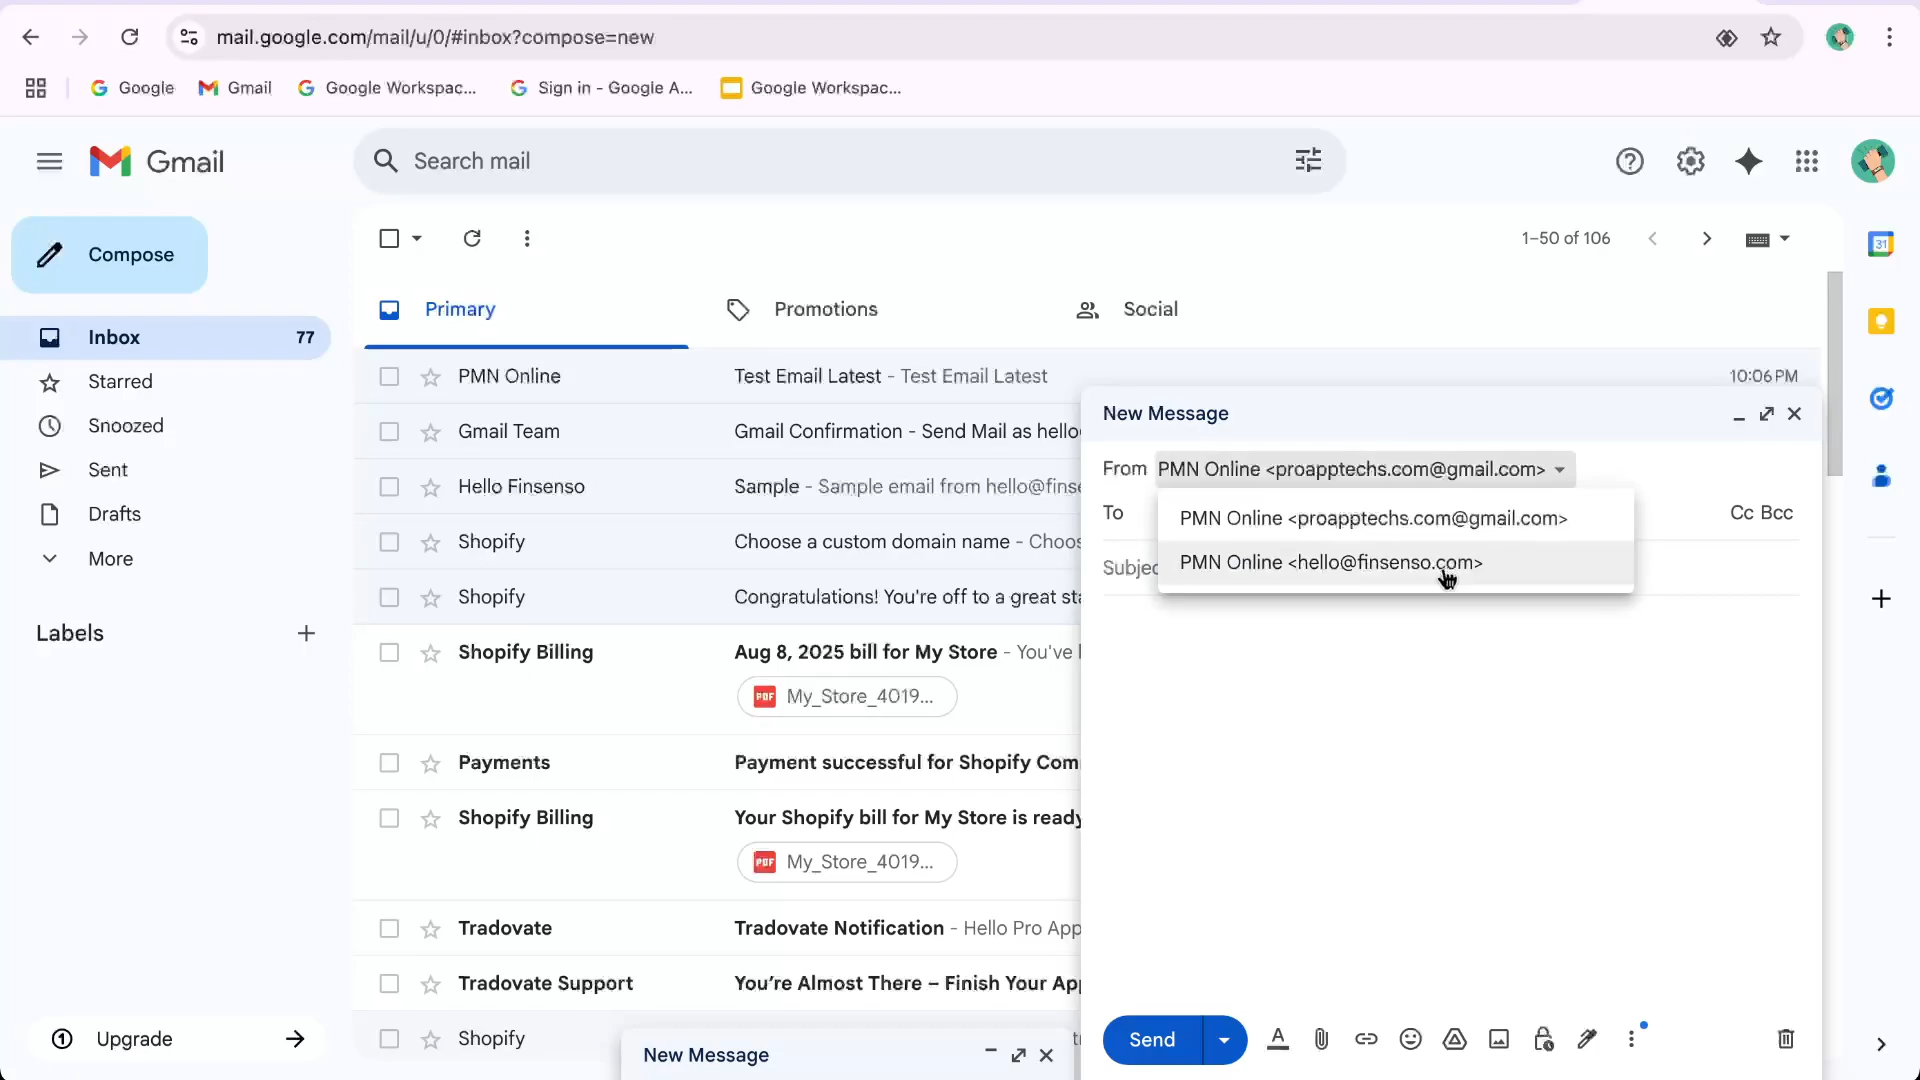 mail.google.com/mail/u/0/#inbox?compose=new
Google
Gmail
Google Workspac...
Sign in - Google A...
Google Workspac...
Gmail
Search mail
31
Compose
1–50 of 106
Primary
Promotions
Social
Inbox 77
Starred
Snoozed
Sent
Drafts
More
Labels
Upgrade
PMN Online Test Email Latest - Test Email Latest 10:06 PM
Gmail Team Gmail Confirmation - Send Mail as hello
Hello Finsenso Sample - Sample email from hello@finse
Shopify Choose a custom domain name - Choos
Shopify Congratulations! You're off to a great sta
Shopify Billing Aug 8, 2025 bill for My Store - You've
PDF My_Store_4019...
Payments Payment successful for Shopify Com
Shopify Billing Your Shopify bill for My Store is ready
PDF My_Store_4019...
Tradovate Tradovate Notification - Hello Pro App
Tradovate Support You're Almost There – Finish Your Ap
Shopify
New Message
New Message
From PMN Online <proapptechs.com@gmail.com>
To
Cc Bcc
PMN Online <proapptechs.com@gmail.com>
PMN Online <hello@finsenso.com>
Subjec
Send